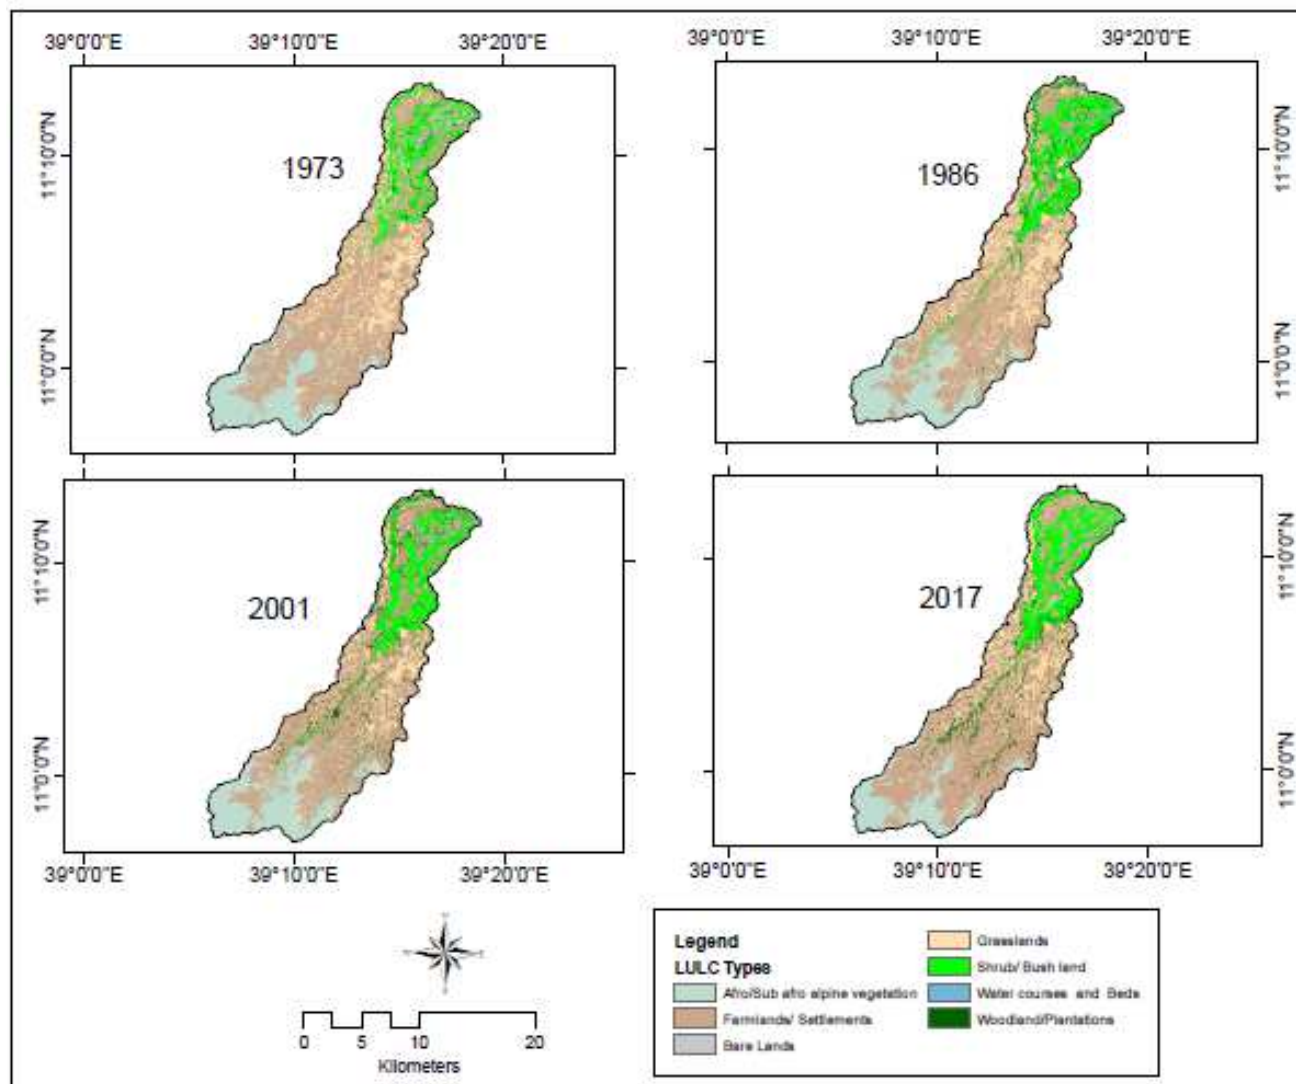 39°0'0"E 39°10'0"E 39°20'0"E 39°0'0"E 39°10'0"E 39°20'0"E
11°10'0"N 1973 1986 11°10'0"N
11°0'0"N 11°0'0"N
11°10'0"N 2001 2017 11°10'0"N
11°0'0"N 11°0'0"N
39°0'0"E 39°10'0"E 39°20'0"E 39°0'0"E 39°10'0"E 39°20'0"E
Legend
LULC Types
Afro/Sub afro alpine vegetation
Farmlands/ Settlements
Bare Lands
Grasslands
Shrub/ Bush land
Water courses and Beds
Woodland/Plantations
0 5 10 20
Kilometers